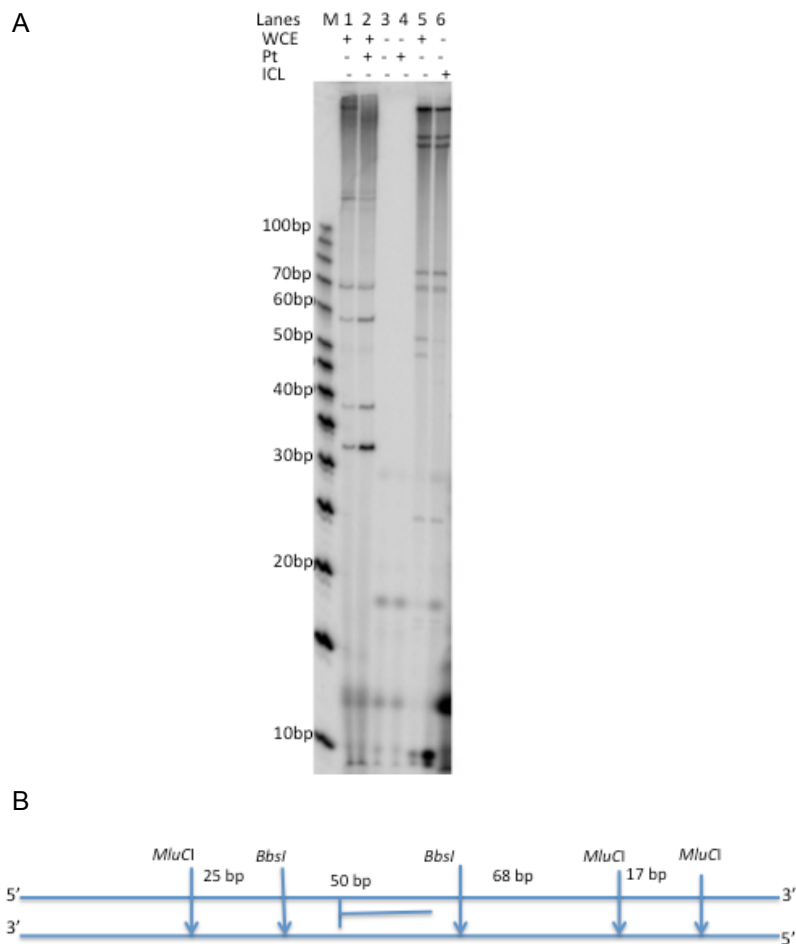 A
Lanes M 1 2 3 4 5 6
WCE + + - - + -
Pt - + - + - -
ICL - - - - - +
100bp
70bp
60bp
50bp
40bp
30bp
20bp
10bp
B
MluCI BbsI BbsI MluCI MluCI
25 bp 50 bp 68 bp 17 bp
5’ 3’
3’ 5’